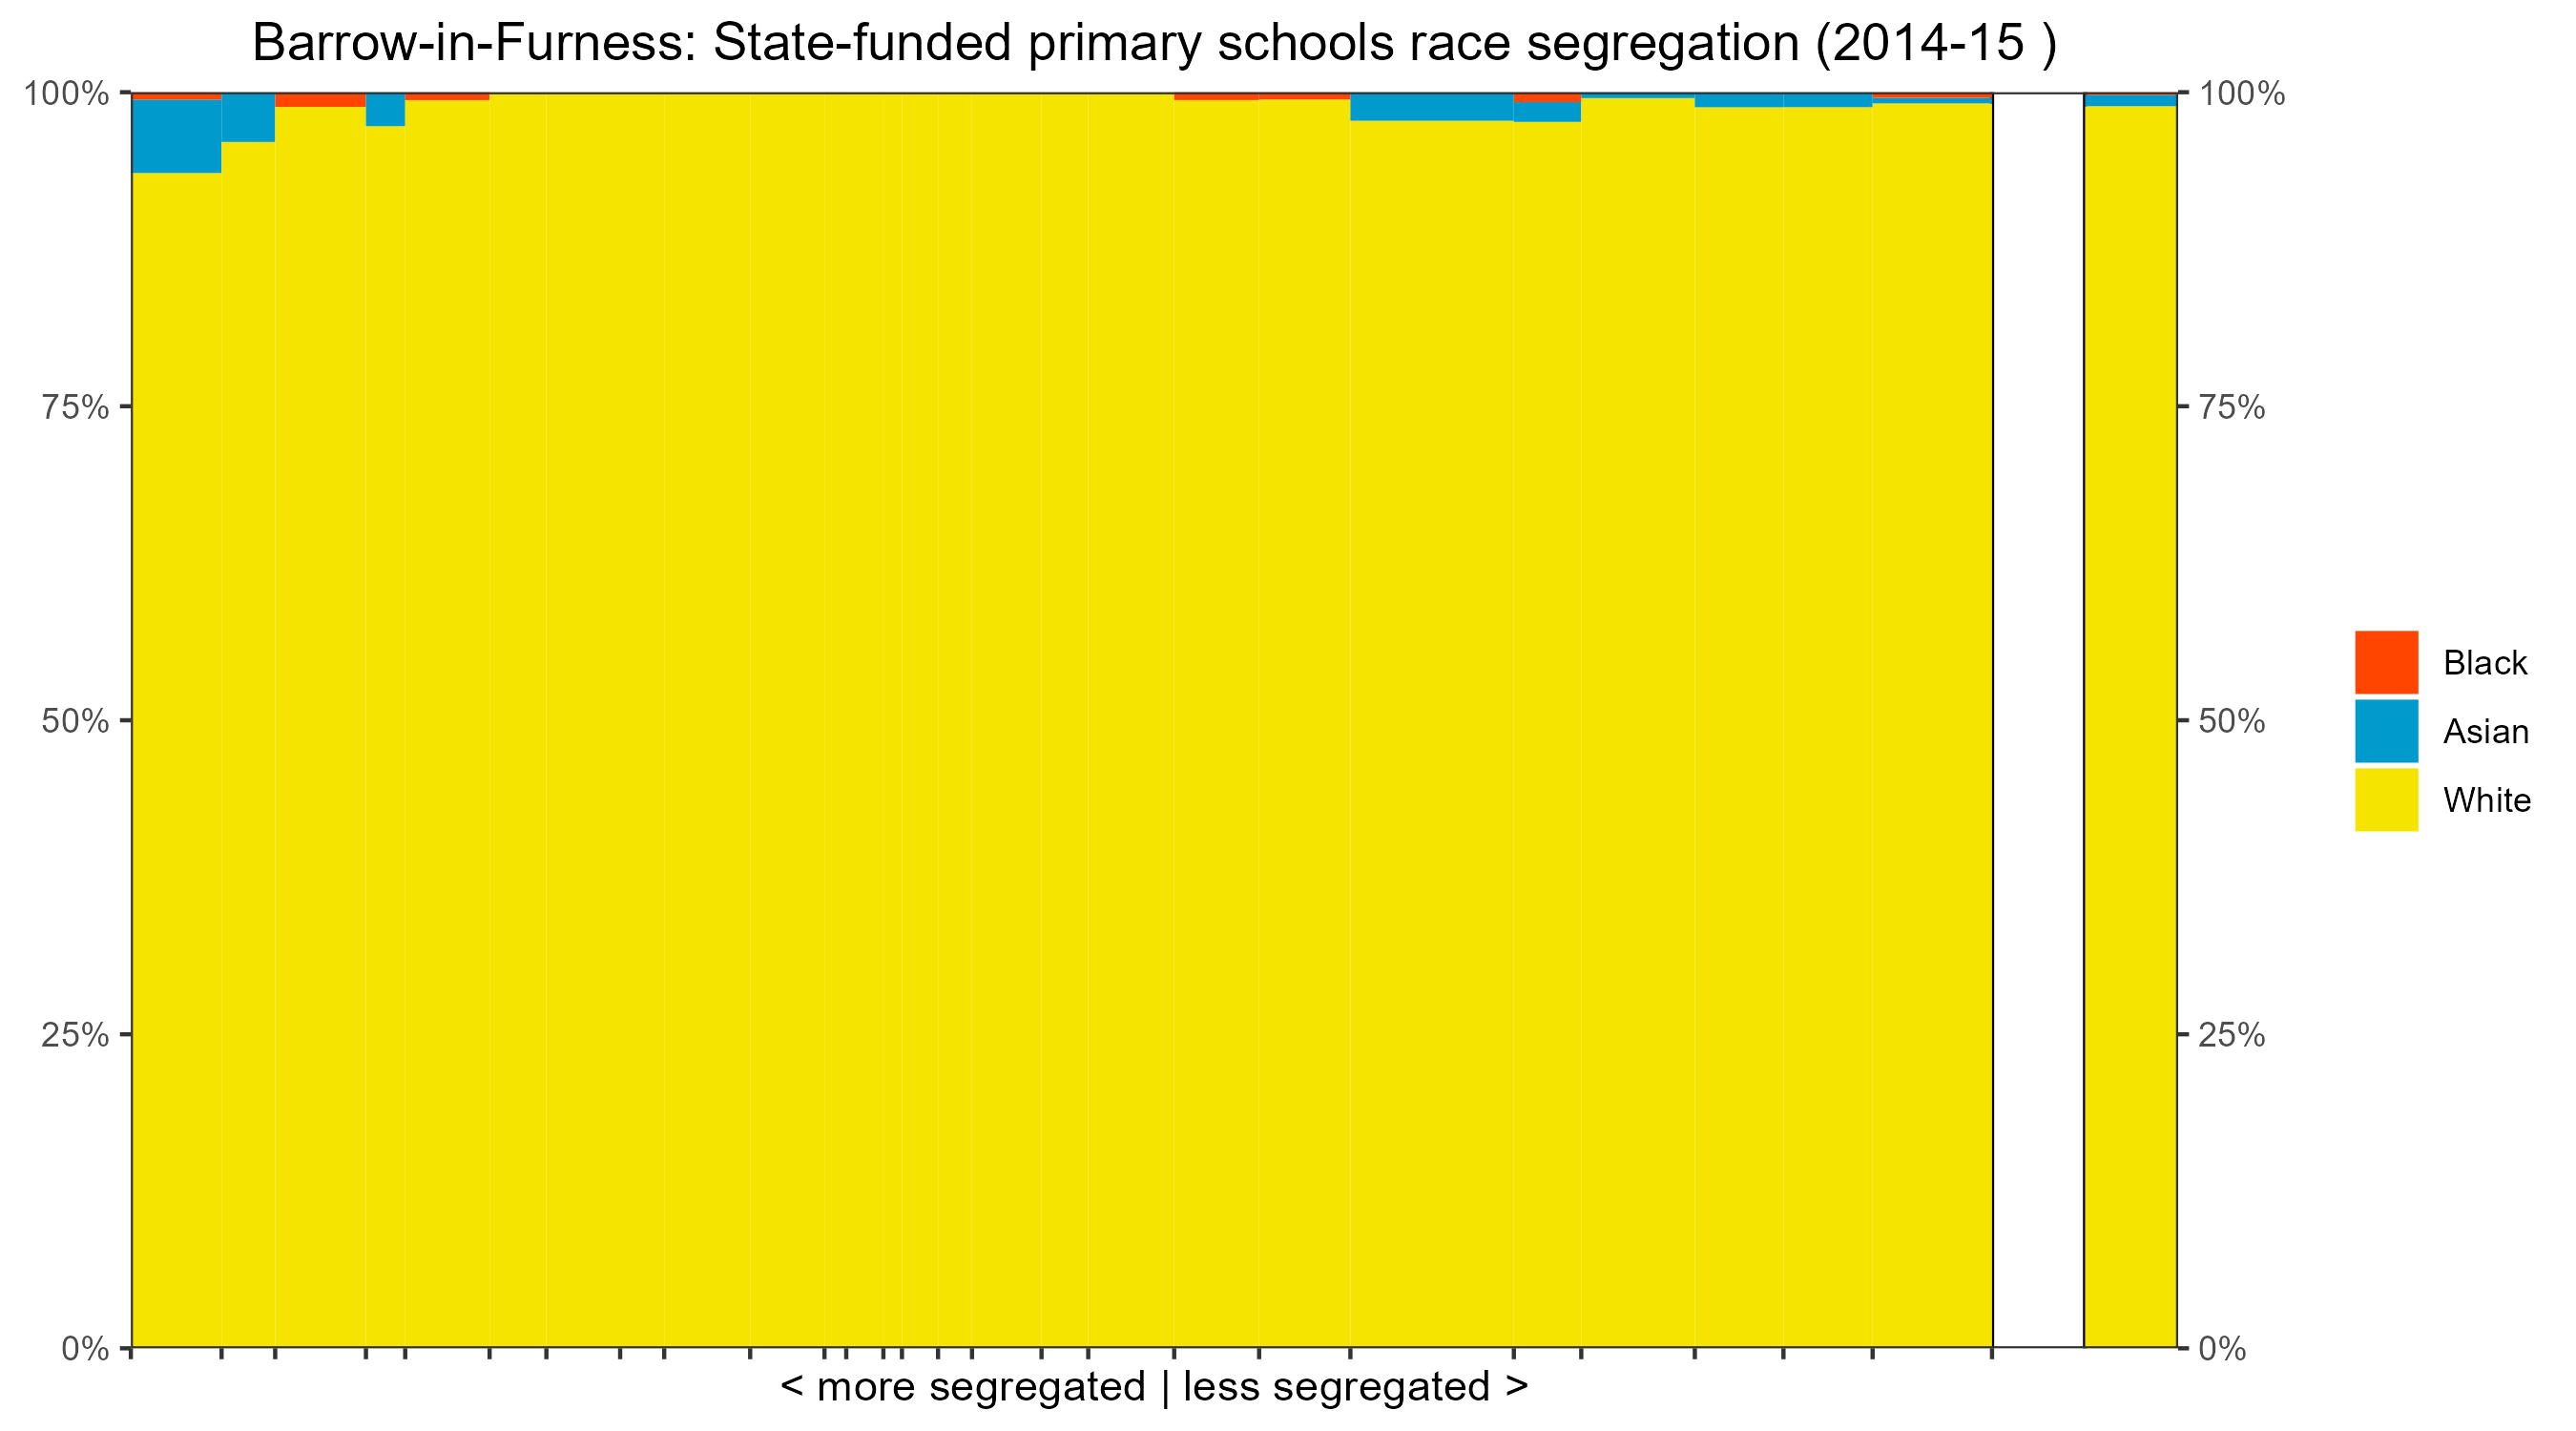 Barrow-in-Furness: State-funded primary schools race segregation (2014-15 )
100%
75%
50%
25%
0%
100%
75%
50%
25%
0%
Black
Asian
White
< more segregated | less segregated >